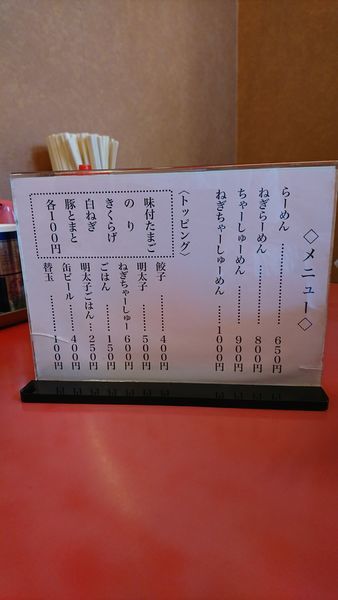 ◇メニュー◇
らーめん………………650円
ねぎらーめん…………800円
ちゃーしゅーめん………900円
ねぎちゃーしゅーめん……1000円
〈トッピング〉
味付たまご
のり
きくらげ
白ねぎ
豚とまと
各100円
餃子………………400円
明太子……………500円
ねぎちゃーしゅー…600円
ごはん……………150円
明太子ごはん……250円
缶ビール…………400円
替玉………………100円